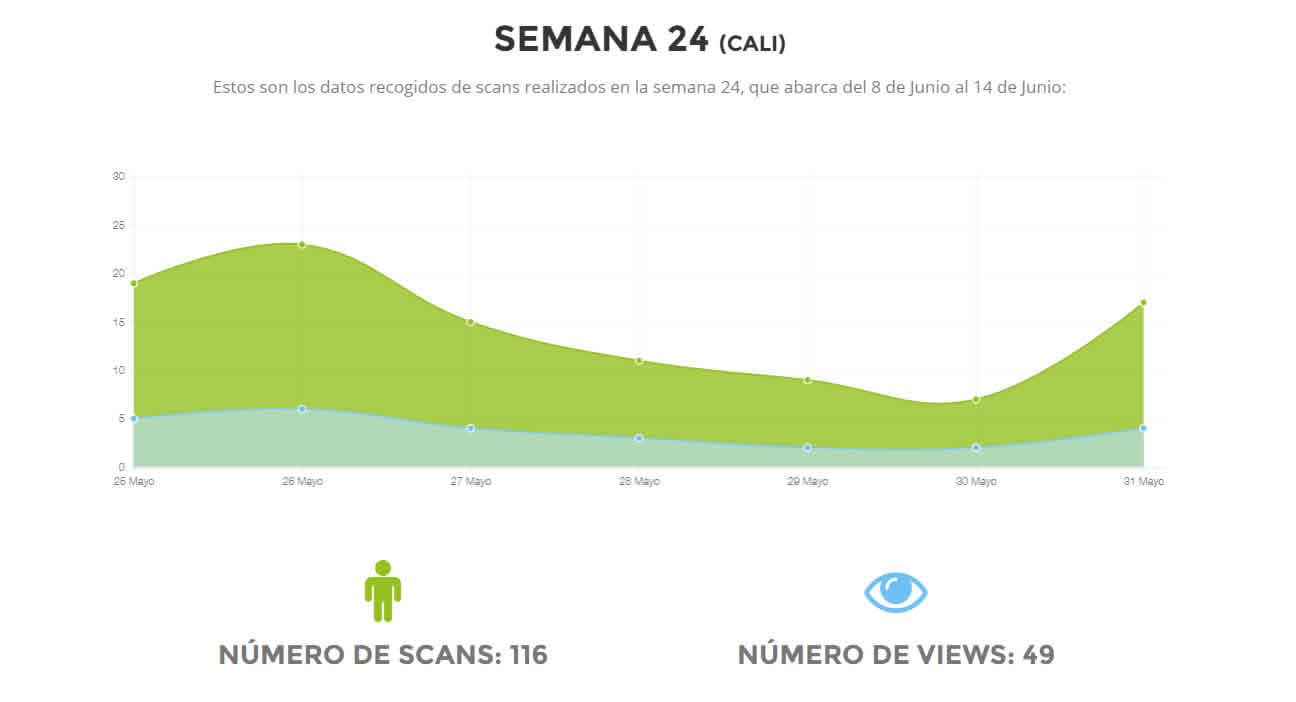 SEMANA 24 (CALI)
Estos son los datos recogidos de scans realizados en la semana 24, que abarca del 8 de Junio al 14 de Junio:
30
25
20
15
10
5
0
25 Mayo 26 Mayo 27 Mayo 28 Mayo 29 Mayo 30 Mayo 31 Mayo
NÚMERO DE SCANS: 116 NÚMERO DE VIEWS: 49